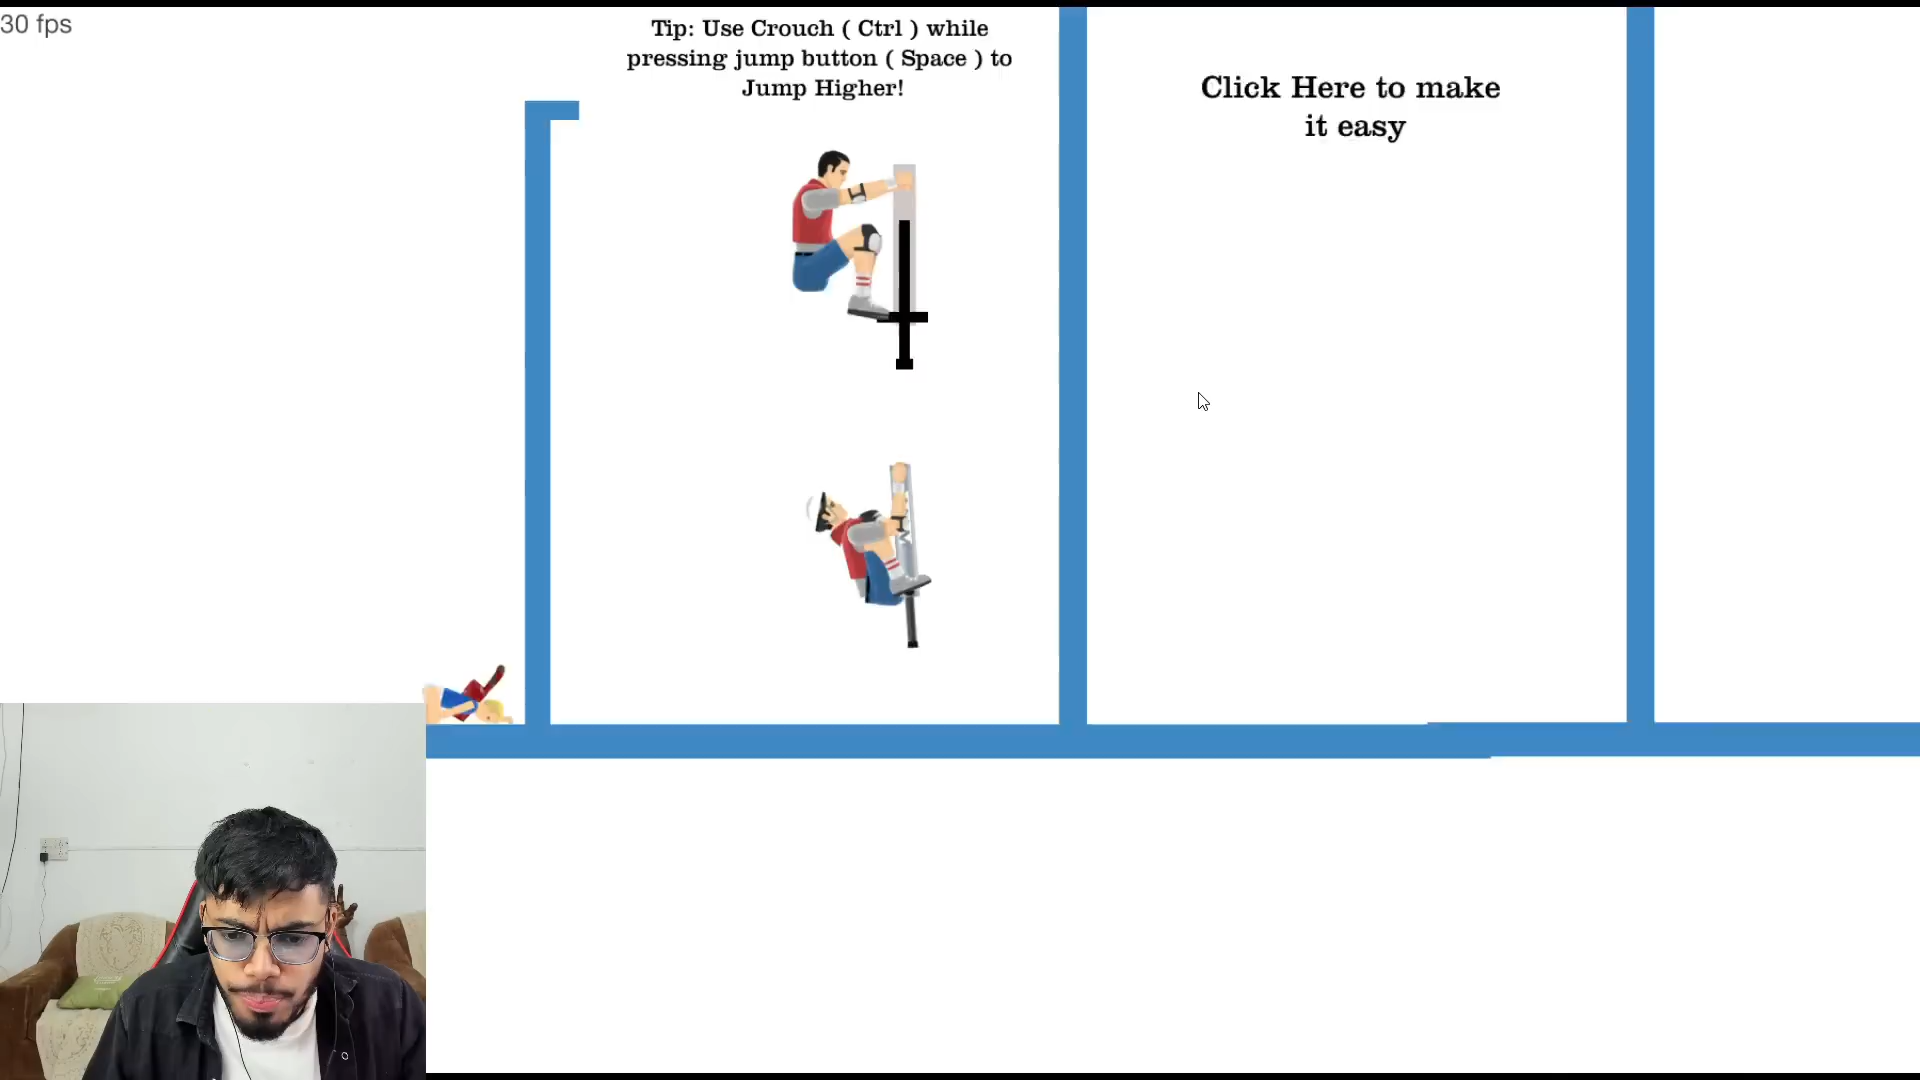 30 fps
Tip: Use Crouch ( Ctrl ) while
pressing jump button ( Space ) to
Jump Higher!
Click Here to make
it easy